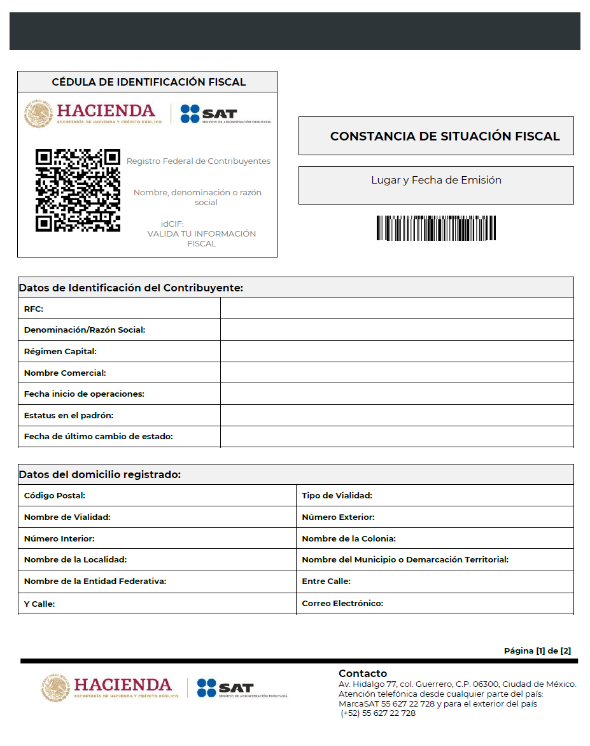 CÉDULA DE IDENTIFICACIÓN FISCAL
HACIENDA
SECRETARÍA DE HACIENDA Y CRÉDITO PÚBLICO
SAT
SERVICIO DE ADMINISTRACIÓN TRIBUTARIA
Registro Federal de Contribuyentes
Nombre, denominación o razón
social
idCIF:
VALIDA TU INFORMACIÓN
FISCAL
CONSTANCIA DE SITUACIÓN FISCAL
Lugar y Fecha de Emisión
Datos de Identificación del Contribuyente:
RFC:
Denominación/Razón Social:
Régimen Capital:
Nombre Comercial:
Fecha inicio de operaciones:
Estatus en el padrón:
Fecha de último cambio de estado:
Datos del domicilio registrado:
Código Postal:
Tipo de Vialidad:
Nombre de Vialidad:
Número Exterior:
Número Interior:
Nombre de la Colonia:
Nombre de la Localidad:
Nombre del Municipio o Demarcación Territorial:
Nombre de la Entidad Federativa:
Entre Calle:
Y Calle:
Correo Electrónico:
Página [1] de [2]
HACIENDA
SECRETARÍA DE HACIENDA Y CRÉDITO PÚBLICO
SAT
SERVICIO DE ADMINISTRACIÓN TRIBUTARIA
Contacto
Av. Hidalgo 77, col. Guerrero, C.P. 06300, Ciudad de México.
Atención telefónica desde cualquier parte del país:
MarcaSAT 55 627 22 728 y para el exterior del país
(+52) 55 627 22 728